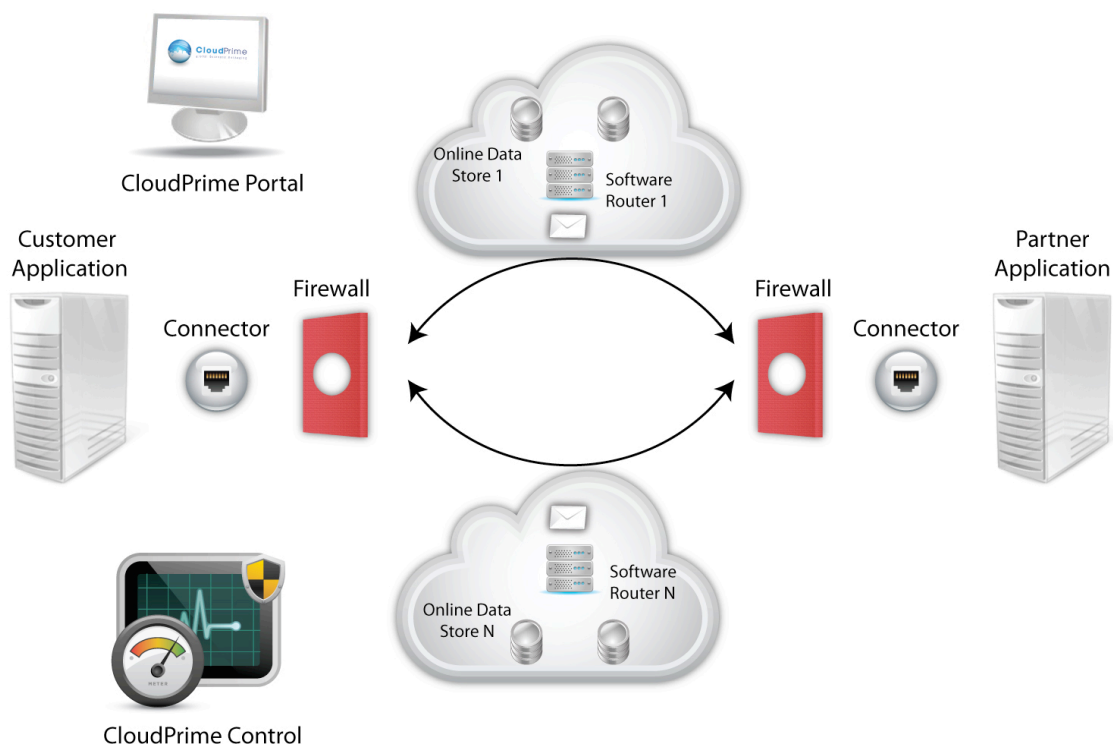 CloudPrime
CloudPrime Portal
Online Data
Store 1
Software
Router 1
Customer
Application
Connector
Firewall
Firewall
Connector
Partner
Application
Software
Router N
Online Data
Store N
METER
CloudPrime Control